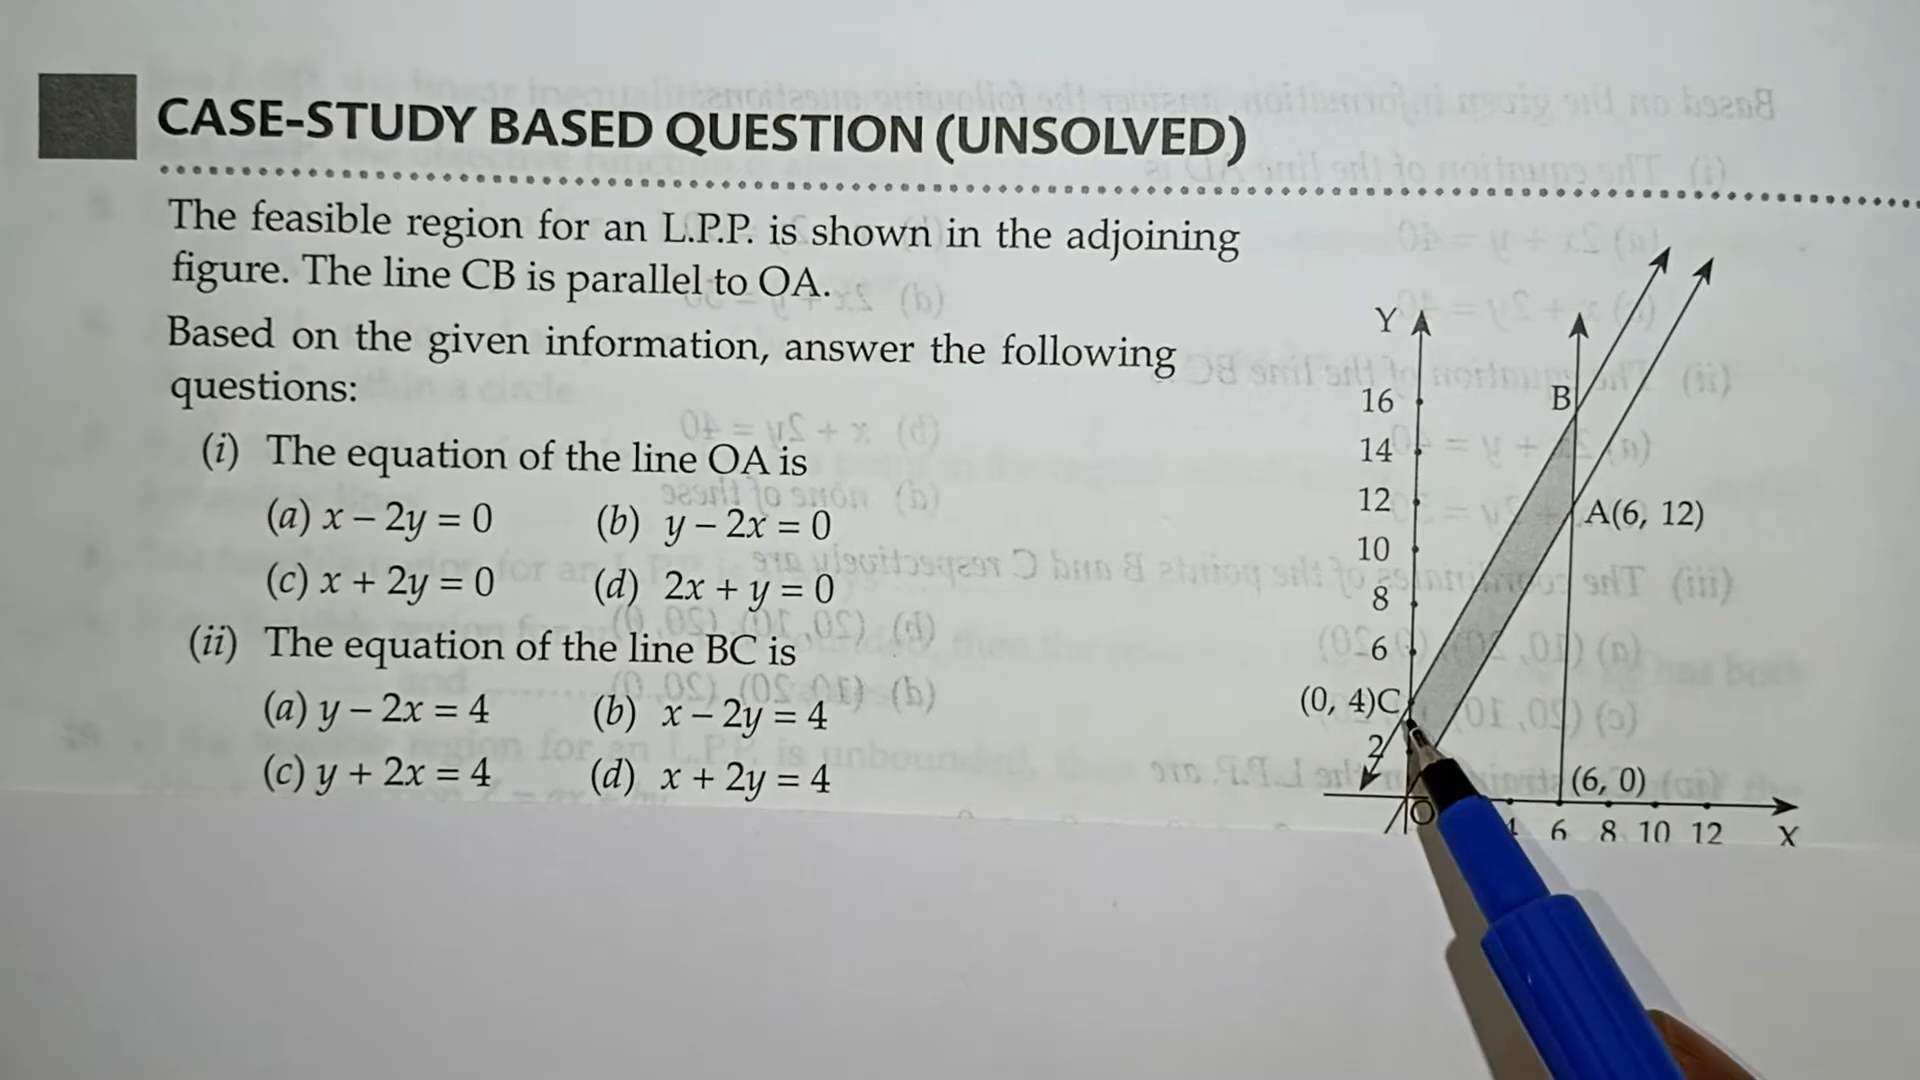 CASE-STUDY BASED QUESTION (UNSOLVED)
The feasible region for an L.P.P. is shown in the adjoining
figure. The line CB is parallel to OA.
Based on the given information, answer the following
questions:
(i) The equation of the line OA is
(a) x – 2y = 0 (b) y – 2x = 0
(c) x + 2y = 0 (d) 2x + y = 0
(ii) The equation of the line BC is
(a) y – 2x = 4 (b) x – 2y = 4
(c) y + 2x = 4 (d) x + 2y = 4
Y
16
B
14
12
A(6, 12)
10
8
6
(0, 4)C
2
(6, 0)
O
6 8 10 12 X